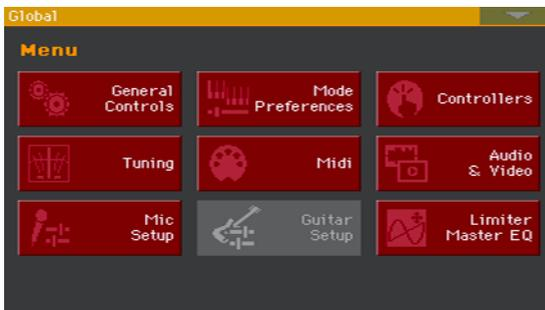 Global
Menu
General
Controls
Mode
Preferences
Controllers
Tuning
Midi
Audio
& Video
Mic
Setup
Guitar
Setup
Limiter
Master EQ